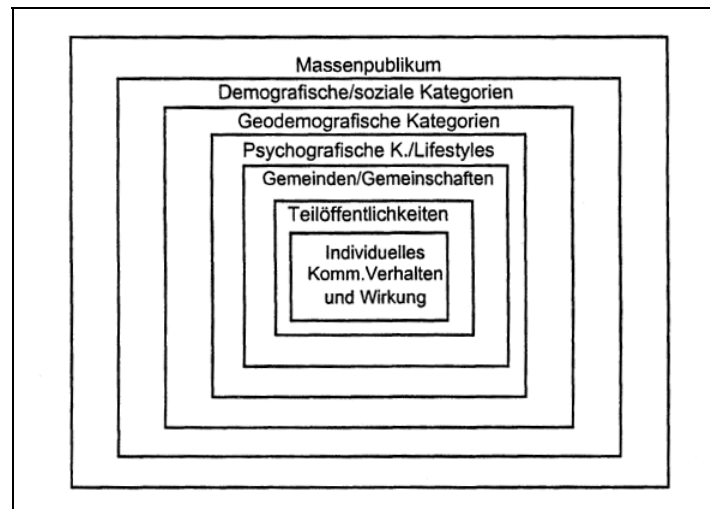 Massenpublikum
Demografische/soziale Kategorien
Geodemografische Kategorien
Psychografische K./Lifestyles
Gemeinden/Gemeinschaften
Teilöffentlichkeiten
Individuelles
Komm.Verhalten
und Wirkung